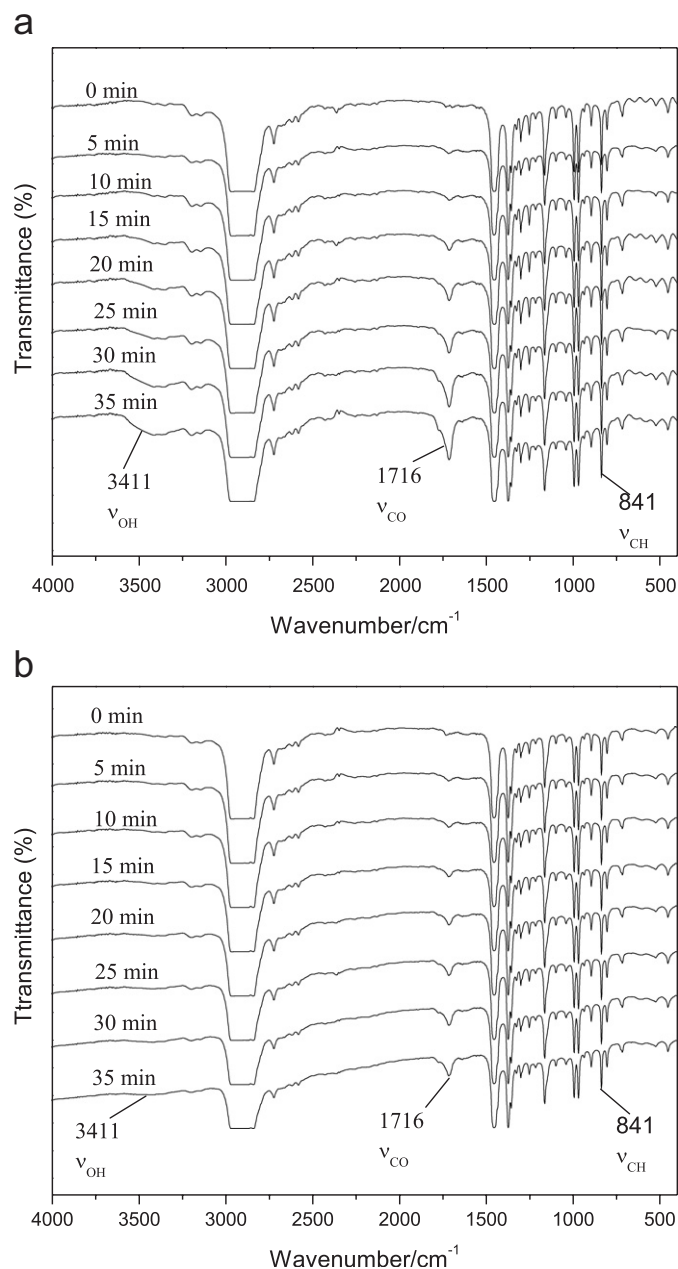 a
0 min
5 min
10 min
15 min
20 min
25 min
30 min
35 min
3411
νOH
1716
νCO
841
νCH
Transmittance (%)
4000 3500 3000 2500 2000 1500 1000 500
Wavenumber/cm-1
b
0 min
5 min
10 min
15 min
20 min
25 min
30 min
35 min
3411
νOH
1716
νCO
841
νCH
Ttransmittance (%)
4000 3500 3000 2500 2000 1500 1000 500
Wavenumber/cm-1